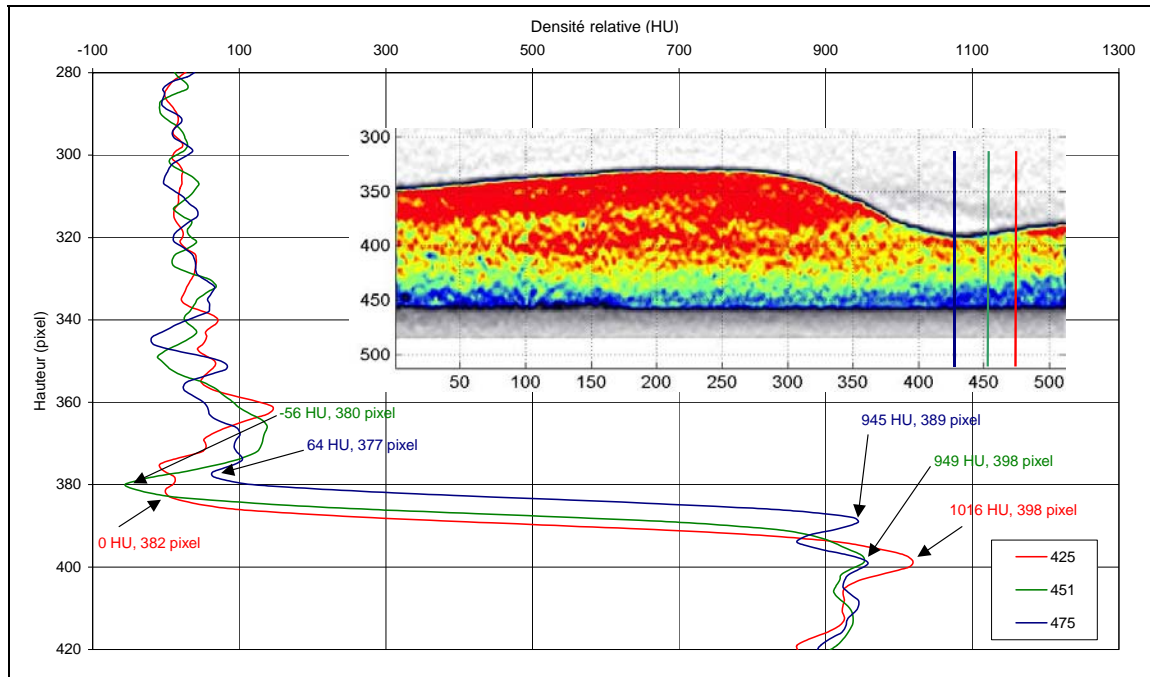 Densité relative (HU)
-100 100 300 500 700 900 1100 1300
Hauteur (pixel)
280
300
320
340
360
380
400
420
300
350
400
450
500
50 100 150 200 250 300 350 400 450 500
-56 HU, 380 pixel
64 HU, 377 pixel
0 HU, 382 pixel
945 HU, 389 pixel
949 HU, 398 pixel
1016 HU, 398 pixel
425
451
475